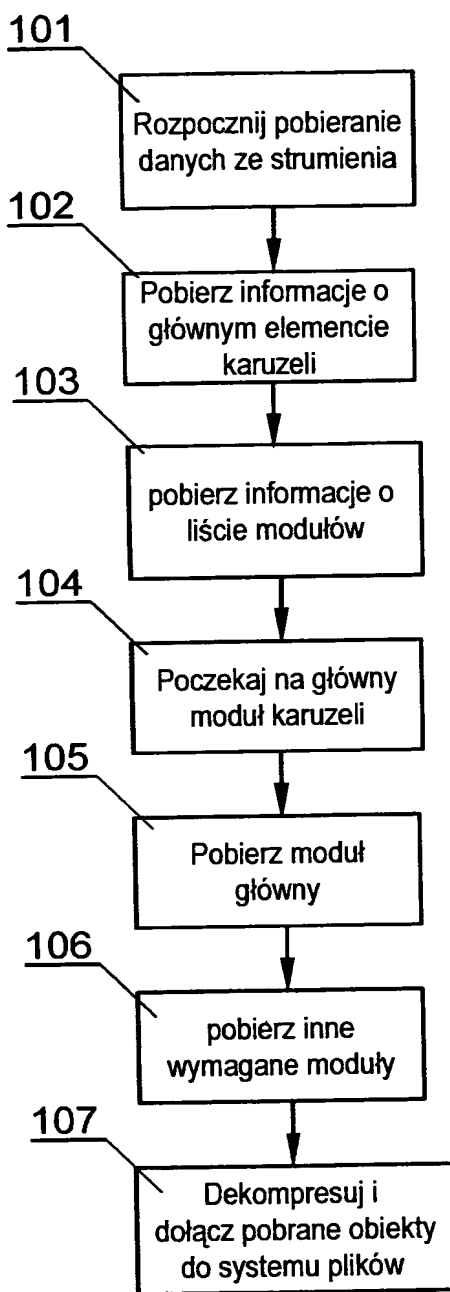 101
Rozpocznij pobieranie
danych ze strumienia
102
Pobierz informacje o
głównym elemencie
karuzeli
103
pobierz informacje o
liście modułów
104
Poczekaj na główny
moduł karuzeli
105
Pobierz moduł
główny
106
pobierz inne
wymagane moduły
107
Dekompresuj i
dołącz pobrane obiekty
do systemu plików